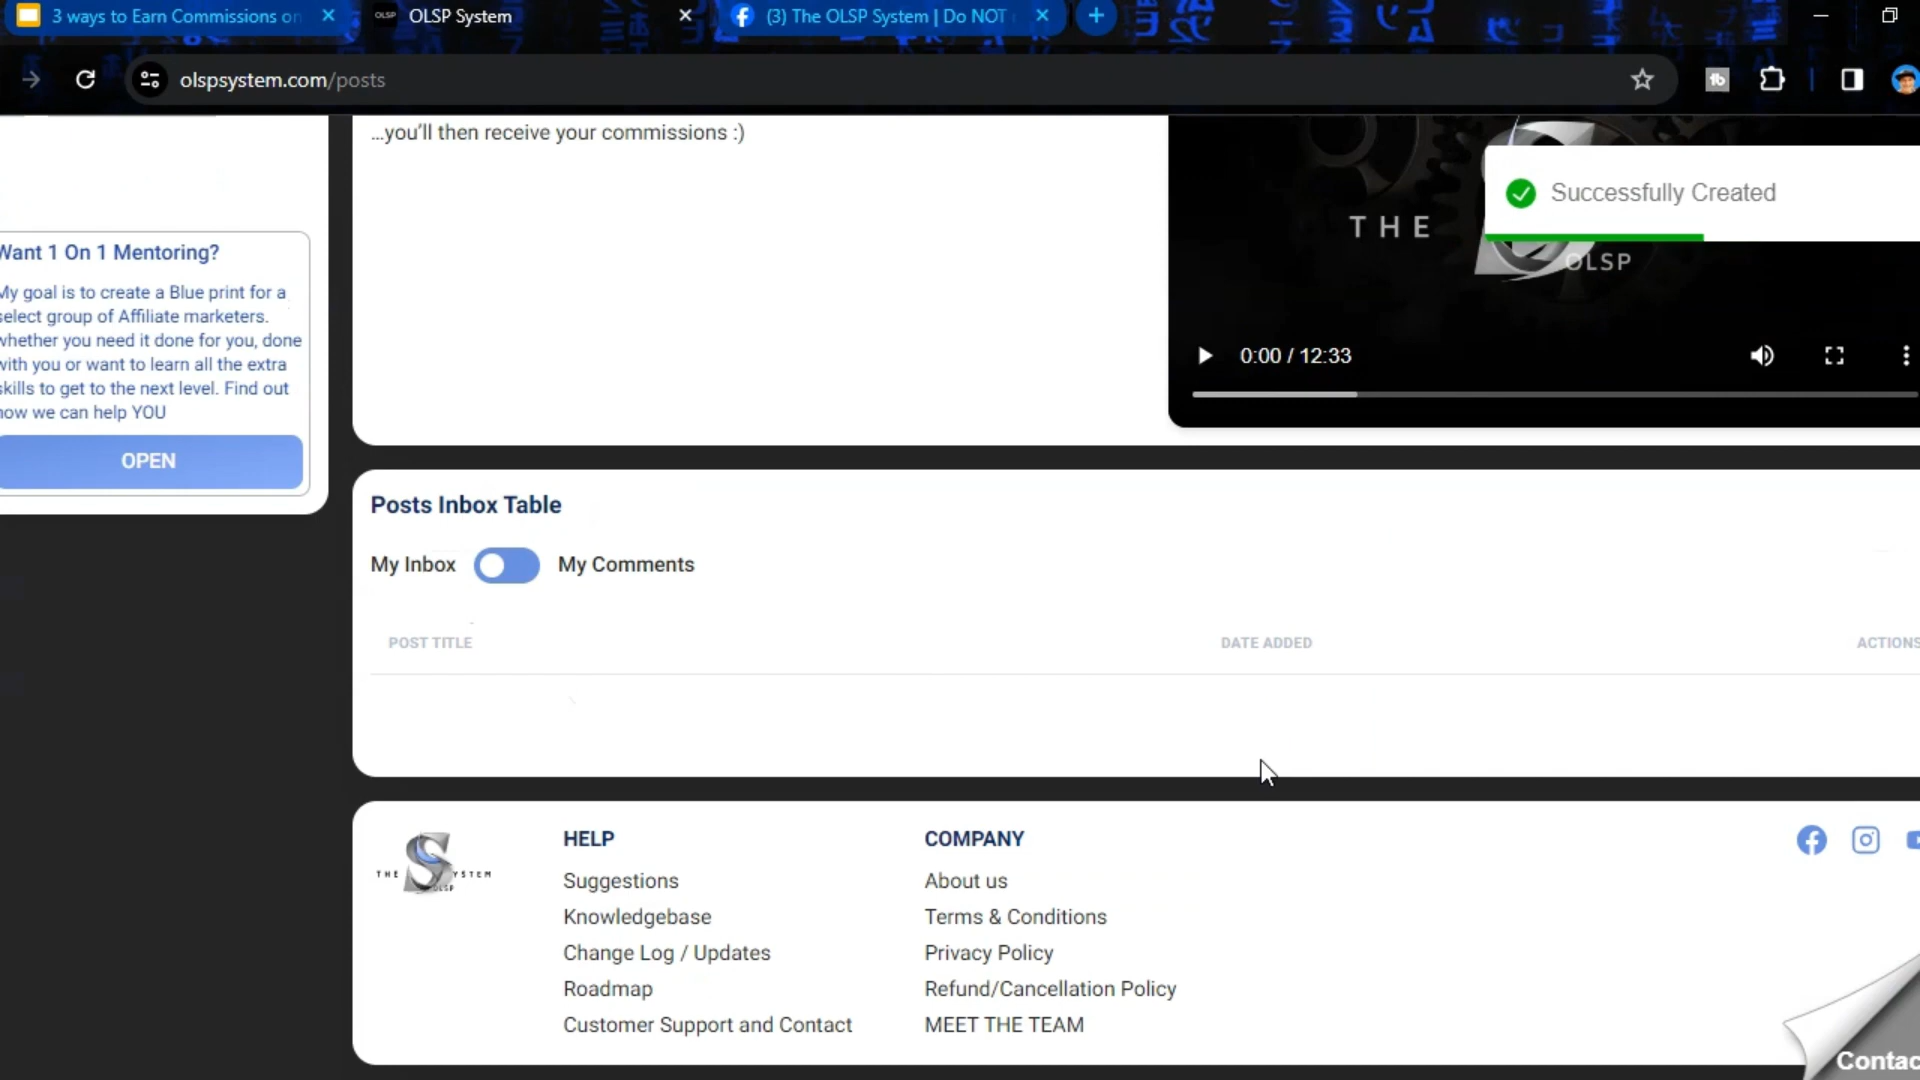 3 ways to Earn Commissions on
OLSP System
(3) The OLSP System | Do NOT
olspsystem.com/posts
...you'll then receive your commissions :)
Successfully Created
THE
OLSP
0:00 / 12:33
Want 1 On 1 Mentoring?
My goal is to create a Blue print for a
select group of Affiliate marketers.
whether you need it done for you, done
with you or want to learn all the extra
skills to get to the next level. Find out
how we can help YOU
OPEN
Posts Inbox Table
My Inbox
My Comments
POST TITLE
DATE ADDED
ACTIONS
THE SYSTEM
OLSP
HELP
Suggestions
Knowledgebase
Change Log / Updates
Roadmap
Customer Support and Contact
COMPANY
About us
Terms & Conditions
Privacy Policy
Refund/Cancellation Policy
MEET THE TEAM
Contac